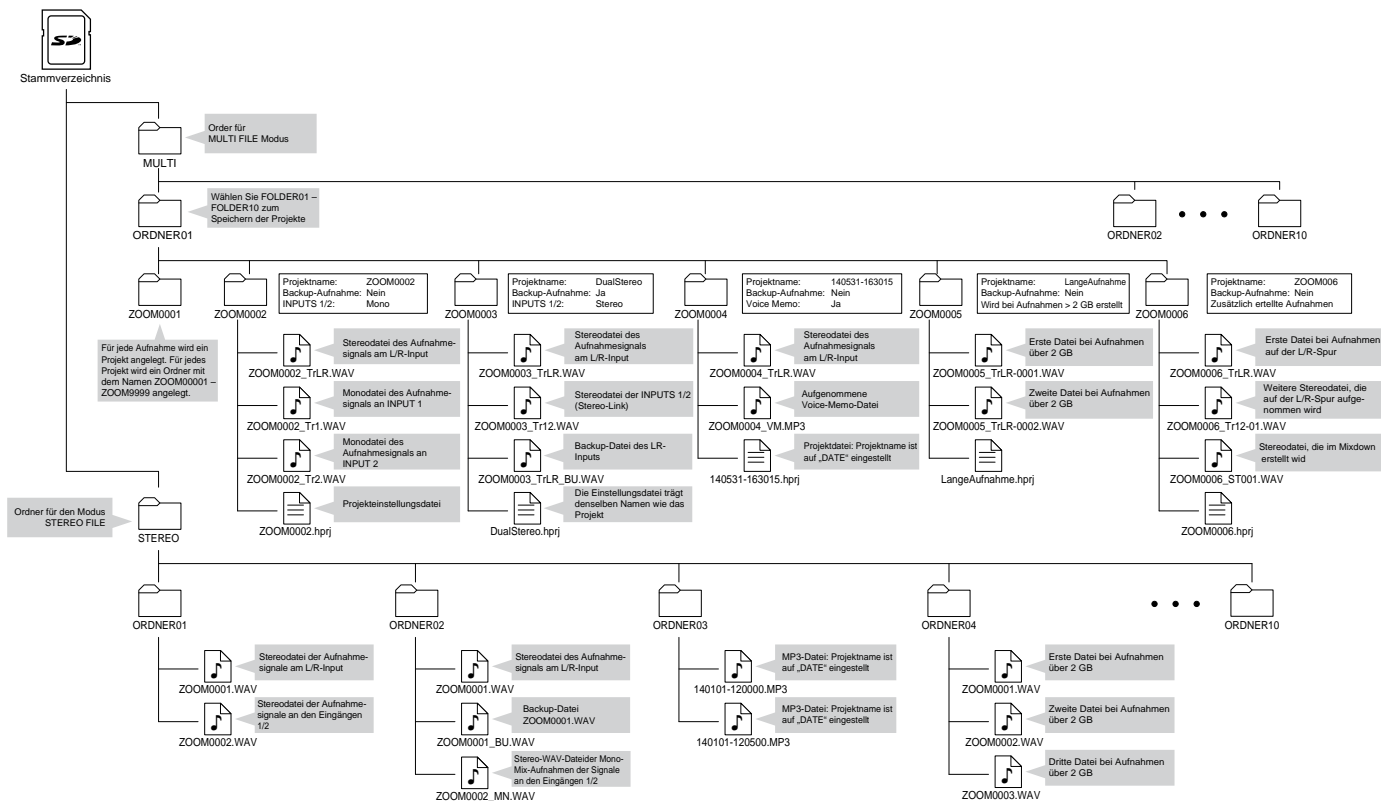 SD
Stammverzeichnis
Order für
MULTI FILE Modus
MULTI
Wählen Sie FOLDER01 –
FOLDER10 zum
Speichern der Projekte
ORDNER01
ORDNER02
ORDNER10
ZOOM0001
Für jede Aufnahme wird ein
Projekt angelegt. Für jedes
Projekt wird ein Ordner mit
dem Namen ZOOM00001 –
ZOOM9999 angelegt.
ZOOM0002
Projektname: ZOOM0002
Backup-Aufnahme: Nein
INPUTS 1/2: Mono
Stereodatei des Aufnahme-
signals am L/R-Input
ZOOM0002_TrLR.WAV
Monodatei des Aufnahme-
signals an INPUT 1
ZOOM0002_Tr1.WAV
Monodatei des
Aufnahmesignals an
INPUT 2
ZOOM0002_Tr2.WAV
Projekteinstellungsdatei
ZOOM0002.hprj
ZOOM0003
Projektname: DualStereo
Backup-Aufnahme: Ja
INPUTS 1/2: Stereo
Stereodatei des
Aufnahmesignals
am L/R-Input
ZOOM0003_TrLR.WAV
Stereodatei der INPUTS 1/2
(Stereo-Link)
ZOOM0003_Tr12.WAV
Backup-Datei des LR-
Inputs
ZOOM0003_TrLR_BU.WAV
Die Einstellungsdatei trägt
denselben Namen wie das
Projekt
DualStereo.hprj
ZOOM0004
Projektname: 140531-163015
Backup-Aufnahme: Nein
Voice Memo: Ja
Stereodatei des
Aufnahmesignals
am L/R-Input
ZOOM0004_TrLR.WAV
Aufgenommene
Voice-Memo-Datei
ZOOM0004_VM.MP3
Projektdatei: Projektname ist
auf „DATE“ eingestellt
140531-163015.hprj
ZOOM0005
Projektname: LangeAufnahme
Backup-Aufnahme: Nein
Wird bei Aufnahmen > 2 GB erstellt
Erste Datei bei Aufnahmen
über 2 GB
ZOOM0005_TrLR-0001.WAV
Zweite Datei bei Aufnahmen
über 2 GB
ZOOM0005_TrLR-0002.WAV
LangeAufnahme.hprj
ZOOM0006
Projektname: ZOOM006
Backup-Aufnahme: Nein
Zusätzlich ertellte Aufnahmen
Erste Datei bei Aufnahmen
auf der L/R-Spur
ZOOM0006_TrLR.WAV
Weitere Stereodatei, die
auf der L/R-Spur aufge-
nommen wird
ZOOM0006_Tr12-01.WAV
Stereodatei, die im Mixdown
erstellt wid
ZOOM0006_ST001.WAV
ZOOM0006.hprj
Ordner für den Modus
STEREO FILE
STEREO
ORDNER01
Stereodatei der Aufnahme-
signale am L/R-Input
ZOOM0001.WAV
Stereodatei der Aufnahme-
signale an den Eingängen
1/2
ZOOM0002.WAV
ORDNER02
Stereodatei des Aufnahme-
signals am L/R-Input
ZOOM0001.WAV
Backup-Datei
ZOOM0001.WAV
ZOOM0001_BU.WAV
Stereo-WAV-Dateider Mono-
Mix-Aufnahmen der Signale
an den Eingängen 1/2
ZOOM0002_MN.WAV
ORDNER03
MP3-Datei: Projektname ist
auf „DATE“ eingestellt
140101-120000.MP3
MP3-Datei: Projektname ist
auf „DATE“ eingestellt
140101-120500.MP3
ORDNER04
Erste Datei bei Aufnahmen
über 2 GB
ZOOM0001.WAV
Zweite Datei bei Aufnahmen
über 2 GB
ZOOM0002.WAV
Dritte Datei bei Aufnahmen
über 2 GB
ZOOM0003.WAV
ORDNER10